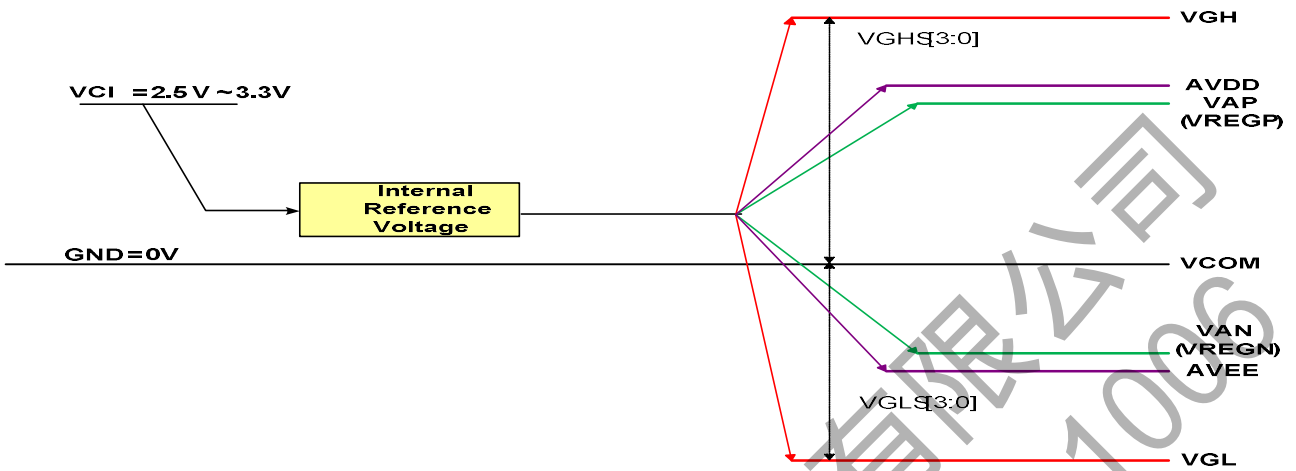 VGH
VGHS[3:0]
VCI =2.5V~3.3V
AVDD
VAP
(VREGP)
Internal
Reference
Voltage
GND=0V
VCOM
VAN
(VREGN)
AVEE
VGLS[3:0]
VGL
有限公司
1006